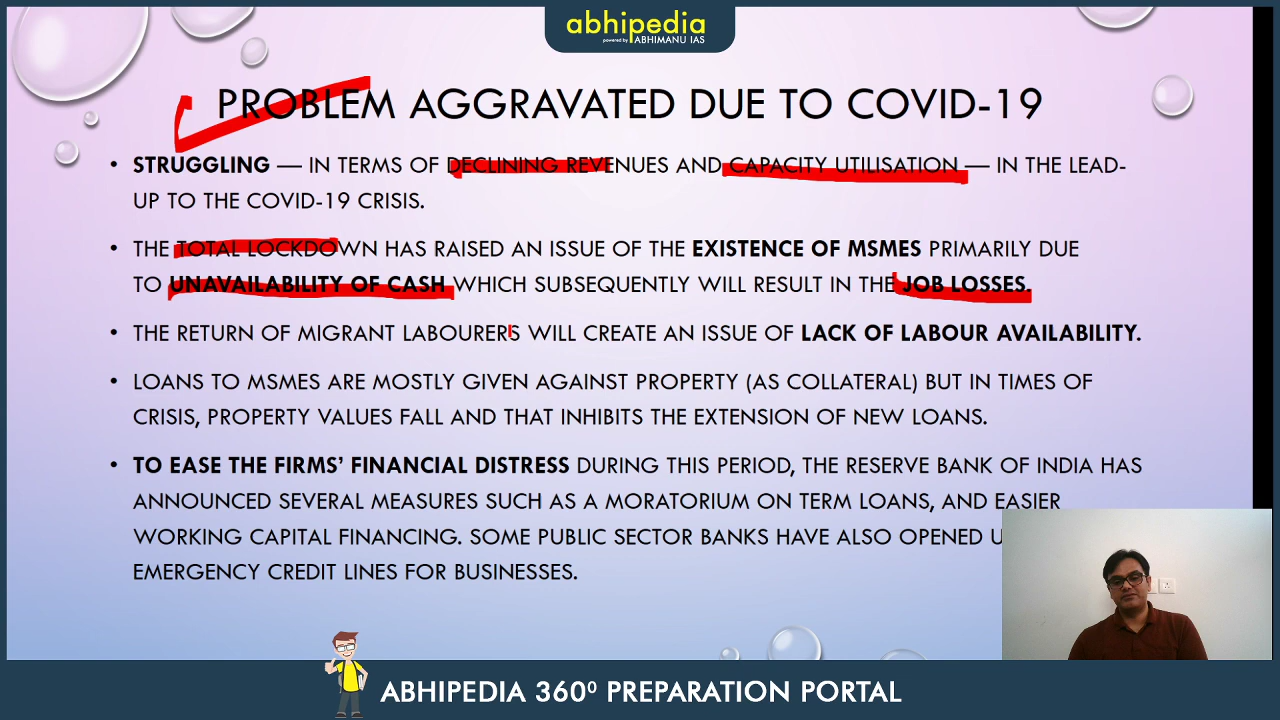 abhipedia
powered by ABHIMANU IAS
PROBLEM AGGRAVATED DUE TO COVID-19
• STRUGGLING — IN TERMS OF DECLINING REVENUES AND CAPACITY UTILISATION — IN THE LEAD-
UP TO THE COVID-19 CRISIS.
• THE TOTAL LOCKDOWN HAS RAISED AN ISSUE OF THE EXISTENCE OF MSMES PRIMARILY DUE
TO UNAVAILABILITY OF CASH WHICH SUBSEQUENTLY WILL RESULT IN THE JOB LOSSES.
• THE RETURN OF MIGRANT LABOURERS WILL CREATE AN ISSUE OF LACK OF LABOUR AVAILABILITY.
• LOANS TO MSMES ARE MOSTLY GIVEN AGAINST PROPERTY (AS COLLATERAL) BUT IN TIMES OF
CRISIS, PROPERTY VALUES FALL AND THAT INHIBITS THE EXTENSION OF NEW LOANS.
• TO EASE THE FIRMS' FINANCIAL DISTRESS DURING THIS PERIOD, THE RESERVE BANK OF INDIA HAS
ANNOUNCED SEVERAL MEASURES SUCH AS A MORATORIUM ON TERM LOANS, AND EASIER
WORKING CAPITAL FINANCING. SOME PUBLIC SECTOR BANKS HAVE ALSO OPENED
EMERGENCY CREDIT LINES FOR BUSINESSES.
ABHIPEDIA 360⁰ PREPARATION PORTAL